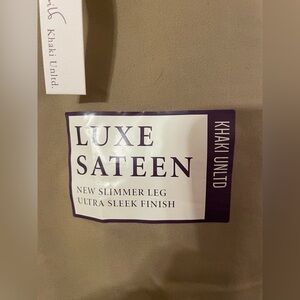 Khaki Unltd.
LUXE
SATEEN
NEW SLIMMER LEG
ULTRA SLEEK FINISH
KHAKI UNLTD